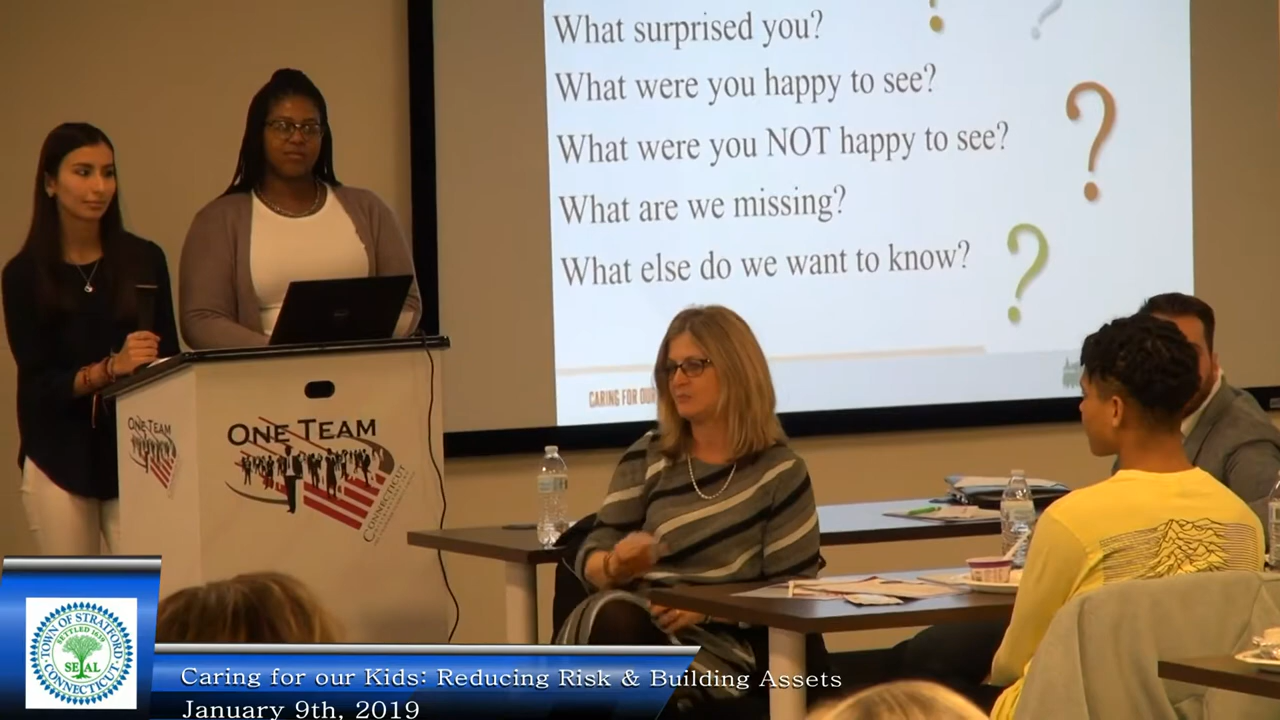 What surprised you?
What were you happy to see?
What were you NOT happy to see?
What are we missing?
What else do we want to know?
CARING FOR OUR
ONE TEAM
ONE TEAM
CONNECTICUT
TOWN OF STRATFORD
SETTLED 1639
SEAL
CONNECTICUT
Caring for our Kids: Reducing Risk & Building Assets
January 9th, 2019